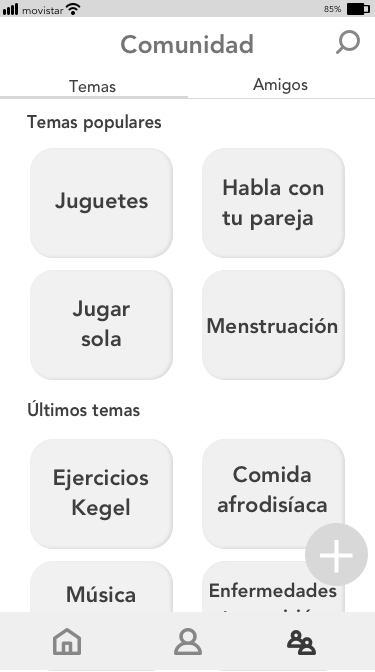 movistar 85%
Comunidad
Temas Amigos
Temas populares
Juguetes
Habla con
tu pareja
Jugar
sola
Menstruación
Últimos temas
Ejercicios
Kegel
Comida
afrodisíaca
Música
Enfermedades